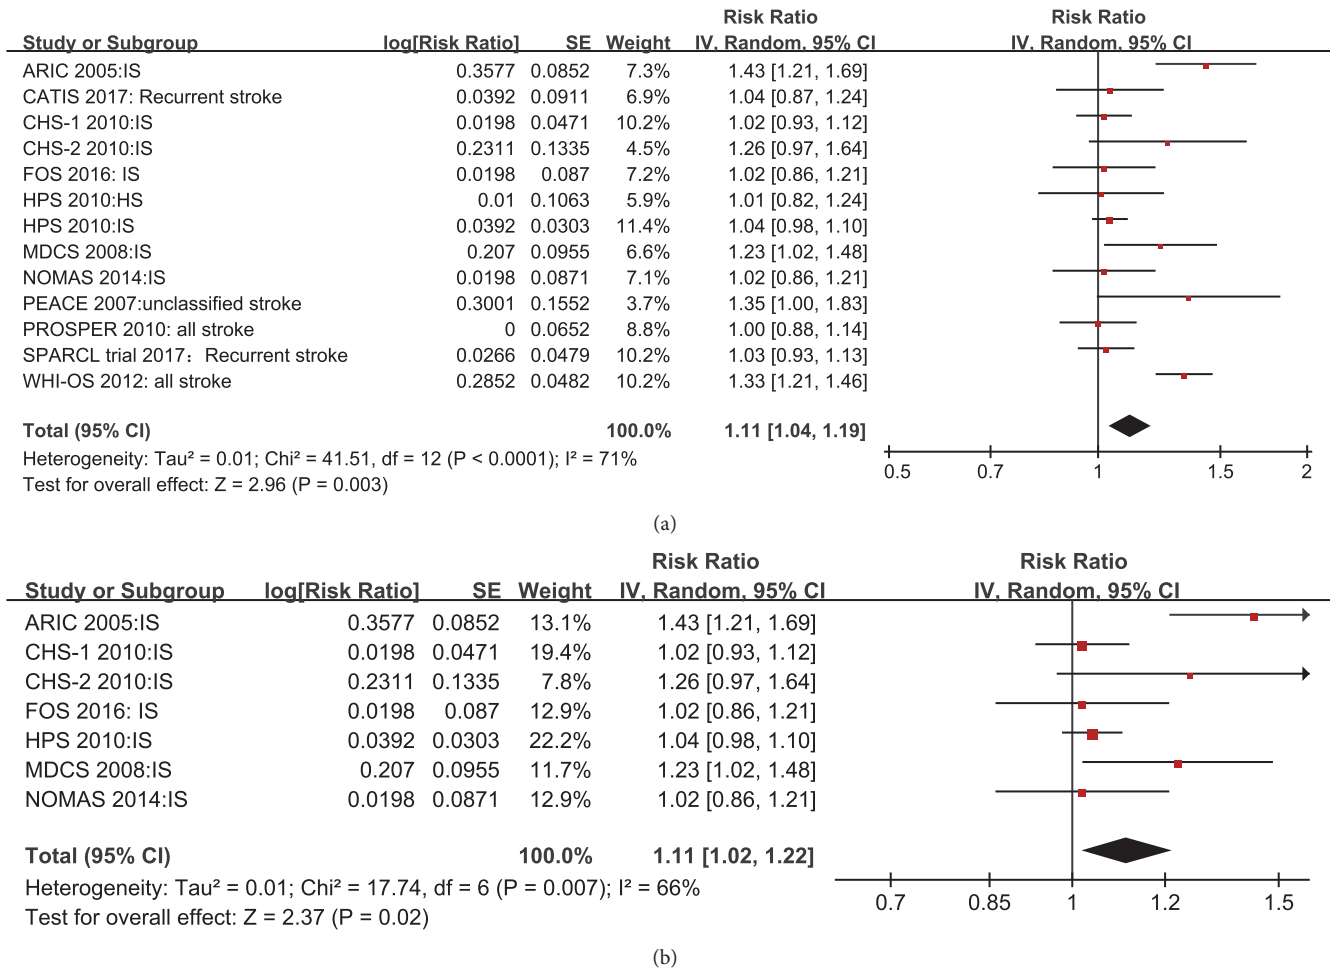 Risk Ratio Risk Ratio
Study or Subgroup log[Risk Ratio] SE Weight IV, Random, 95% CI IV, Random, 95% CI
ARIC 2005:IS 0.3577 0.0852 7.3% 1.43 [1.21, 1.69]
CATIS 2017: Recurrent stroke 0.0392 0.0911 6.9% 1.04 [0.87, 1.24]
CHS-1 2010:IS 0.0198 0.0471 10.2% 1.02 [0.93, 1.12]
CHS-2 2010:IS 0.2311 0.1335 4.5% 1.26 [0.97, 1.64]
FOS 2016: IS 0.0198 0.087 7.2% 1.02 [0.86, 1.21]
HPS 2010:HS 0.01 0.1063 5.9% 1.01 [0.82, 1.24]
HPS 2010:IS 0.0392 0.0303 11.4% 1.04 [0.98, 1.10]
MDCS 2008:IS 0.207 0.0955 6.6% 1.23 [1.02, 1.48]
NOMAS 2014:IS 0.0198 0.0871 7.1% 1.02 [0.86, 1.21]
PEACE 2007:unclassified stroke 0.3001 0.1552 3.7% 1.35 [1.00, 1.83]
PROSPER 2010: all stroke 0 0.0652 8.8% 1.00 [0.88, 1.14]
SPARCL trial 2017：Recurrent stroke 0.0266 0.0479 10.2% 1.03 [0.93, 1.13]
WHI-OS 2012: all stroke 0.2852 0.0482 10.2% 1.33 [1.21, 1.46]
Total (95% CI) 100.0% 1.11 [1.04, 1.19]
Heterogeneity: Tau² = 0.01; Chi² = 41.51, df = 12 (P < 0.0001); I² = 71%
Test for overall effect: Z = 2.96 (P = 0.003)
0.5 0.7 1 1.5 2
(a)
Risk Ratio Risk Ratio
Study or Subgroup log[Risk Ratio] SE Weight IV, Random, 95% CI IV, Random, 95% CI
ARIC 2005:IS 0.3577 0.0852 13.1% 1.43 [1.21, 1.69]
CHS-1 2010:IS 0.0198 0.0471 19.4% 1.02 [0.93, 1.12]
CHS-2 2010:IS 0.2311 0.1335 7.8% 1.26 [0.97, 1.64]
FOS 2016: IS 0.0198 0.087 12.9% 1.02 [0.86, 1.21]
HPS 2010:IS 0.0392 0.0303 22.2% 1.04 [0.98, 1.10]
MDCS 2008:IS 0.207 0.0955 11.7% 1.23 [1.02, 1.48]
NOMAS 2014:IS 0.0198 0.0871 12.9% 1.02 [0.86, 1.21]
Total (95% CI) 100.0% 1.11 [1.02, 1.22]
Heterogeneity: Tau² = 0.01; Chi² = 17.74, df = 6 (P = 0.007); I² = 66%
Test for overall effect: Z = 2.37 (P = 0.02)
0.7 0.85 1 1.2 1.5
(b)